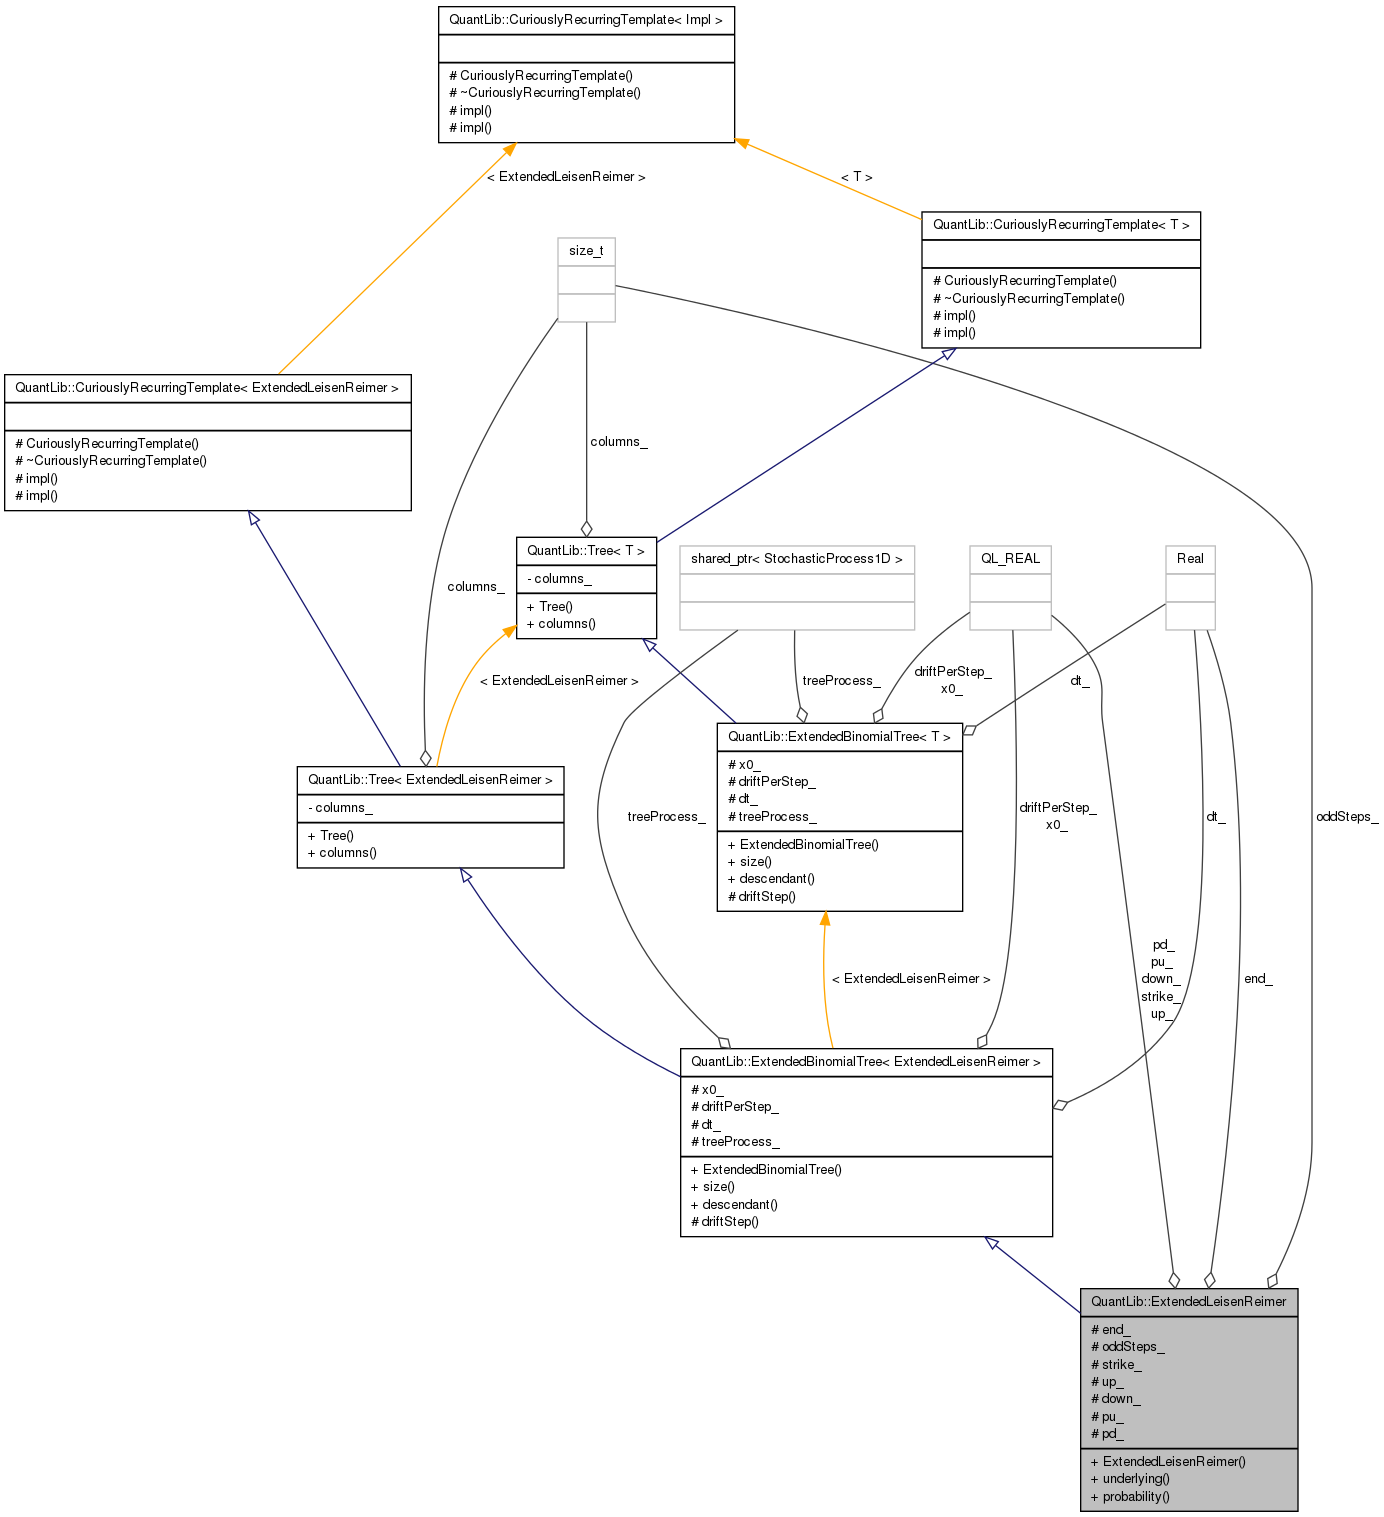 QuantLib::CuriouslyRecurringTemplate< Impl >
# CuriouslyRecurringTemplate()
# ~CuriouslyRecurringTemplate()
# impl()
# impl()
< ExtendedLeisenReimer >
< T >
QuantLib::CuriouslyRecurringTemplate< T >
# CuriouslyRecurringTemplate()
# ~CuriouslyRecurringTemplate()
# impl()
# impl()
size_t
QuantLib::CuriouslyRecurringTemplate< ExtendedLeisenReimer >
# CuriouslyRecurringTemplate()
# ~CuriouslyRecurringTemplate()
# impl()
# impl()
columns_
QuantLib::Tree< T >
- columns_
+ Tree()
+ columns()
shared_ptr< StochasticProcess1D >
QL_REAL
Real
columns_
< ExtendedLeisenReimer >
treeProcess_
driftPerStep_
x0_
dt_
QuantLib::ExtendedBinomialTree< T >
# x0_
# driftPerStep_
# dt_
# treeProcess_
+ ExtendedBinomialTree()
+ size()
+ descendant()
# driftStep()
QuantLib::Tree< ExtendedLeisenReimer >
- columns_
+ Tree()
+ columns()
treeProcess_
driftPerStep_
x0_
dt_
oddSteps_
< ExtendedLeisenReimer >
pd_
pu_
down_
strike_
up_
end_
QuantLib::ExtendedBinomialTree< ExtendedLeisenReimer >
# x0_
# driftPerStep_
# dt_
# treeProcess_
+ ExtendedBinomialTree()
+ size()
+ descendant()
# driftStep()
QuantLib::ExtendedLeisenReimer
# end_
# oddSteps_
# strike_
# up_
# down_
# pu_
# pd_
+ ExtendedLeisenReimer()
+ underlying()
+ probability()